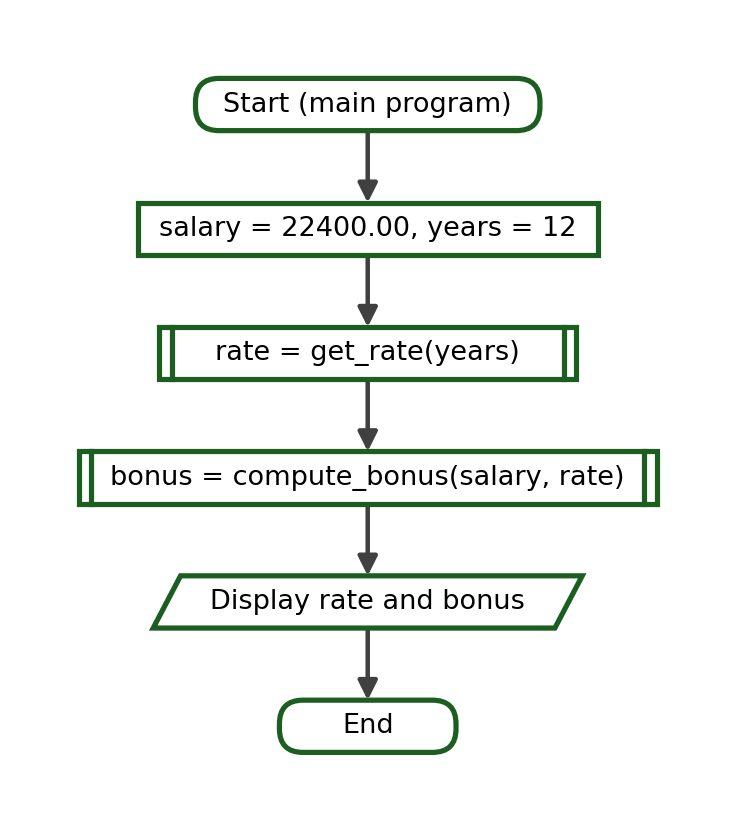 Start (main program)
salary = 22400.00, years = 12
rate = get_rate(years)
bonus = compute_bonus(salary, rate)
Display rate and bonus
End